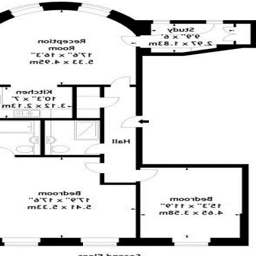 Study
9'9" x 6'
2.97 x 1.83m
Reception
Room
17'6" x 16'3"
5.33 x 4.95m
Kitchen
10'3" x 7'
3.12 x 2.13m
Hall
Bedroom
17'9" x 17'6"
5.41 x 5.33m
Bedroom
15'3" x 11'9"
4.65 x 3.58m